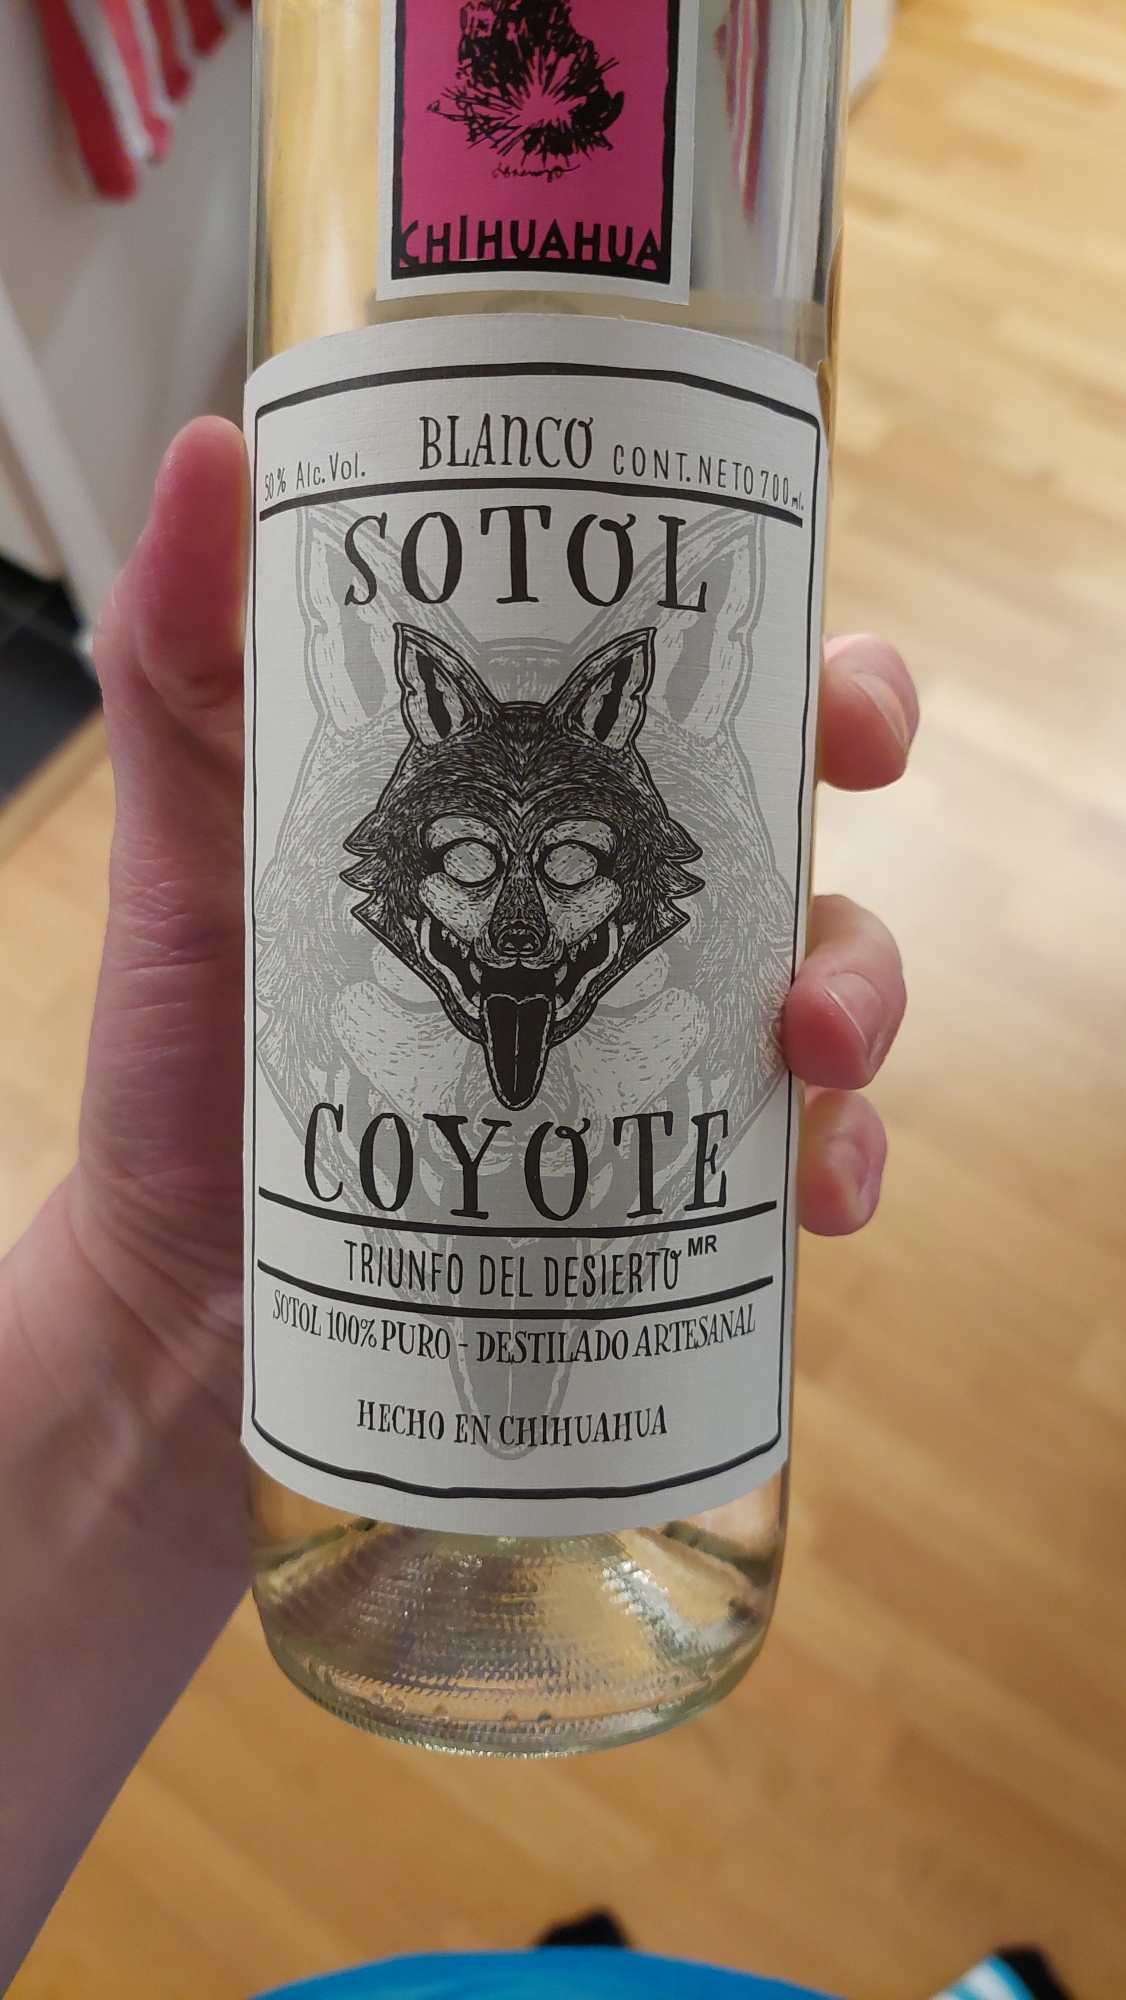 CHIHUAHUA
BLANCO
50% Alc. Vol.
CONT. NETO 700 ml.
SOTOL
COYOTE
TRIUNFO DEL DESIERTO MR
SOTOL 100% PURO - DESTILADO ARTESANAL
HECHO EN CHIHUAHUA